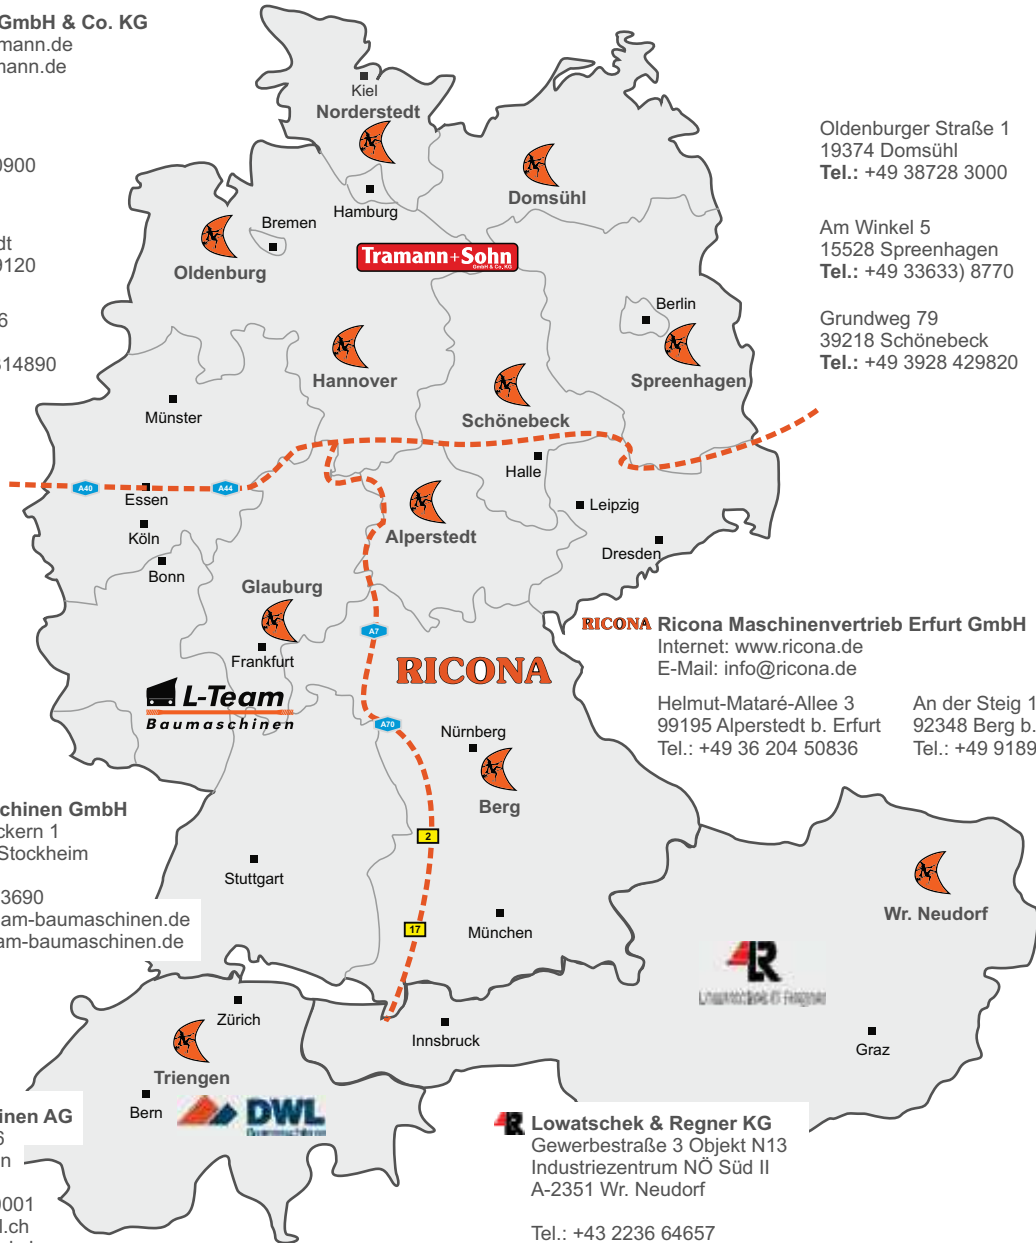 GmbH & Co. KG
mann.de
mann.de
0900
dt
9120
6
14890
Kiel
Norderstedt
Hamburg
Domsühl
Bremen
Oldenburg
Tramann+Sohn
GmbH & Co. KG
Berlin
Hannover
Spreenhagen
Schönebeck
Münster
Halle
A40
A44
Essen
Leipzig
Köln
Alperstedt
Dresden
Bonn
Glauburg
A7
Frankfurt
RICONA
L-Team
Baumaschinen
A70
Nürnberg
Berg
2
Stuttgart
17
München
Wr. Neudorf
Lowatschek & Regner
Zürich
Innsbruck
Graz
Triengen
Bern
DWL
Baumaschinen
Oldenburger Straße 1
19374 Domsühl
Tel.: +49 38728 3000
Am Winkel 5
15528 Spreenhagen
Tel.: +49 33633) 8770
Grundweg 79
39218 Schönebeck
Tel.: +49 3928 429820
RICONA Ricona Maschinenvertrieb Erfurt GmbH
Internet: www.ricona.de
E-Mail: info@ricona.de
Helmut-Mataré-Allee 3
99195 Alperstedt b. Erfurt
Tel.: +49 36 204 50836
An der Steig 1
92348 Berg b.
Tel.: +49 9189
chinen GmbH
ckern 1
Stockheim
3690
am-baumaschinen.de
am-baumaschinen.de
inen AG
6
n
0001
l.ch
Lowatschek & Regner KG
Gewerbestraße 3 Objekt N13
Industriezentrum NÖ Süd II
A-2351 Wr. Neudorf
Tel.: +43 2236 64657